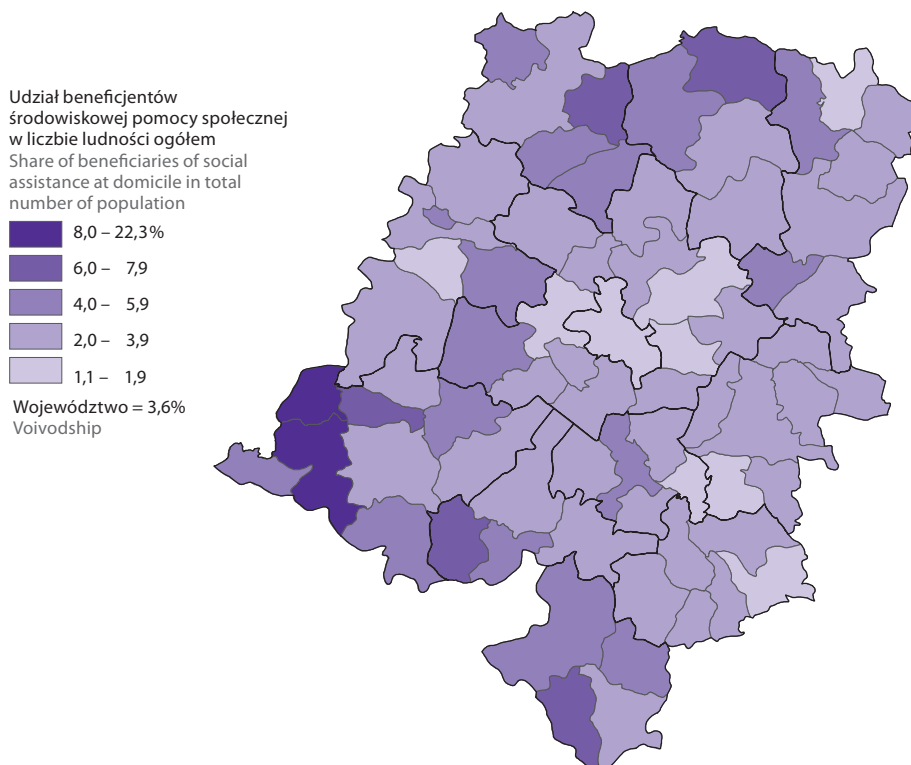 Udział beneficjentów
środowiskowej pomocy społecznej
w liczbie ludności ogółem
Share of beneficiaries of social
assistance at domicile in total
number of population
8,0 – 22,3%
6,0 – 7,9
4,0 – 5,9
2,0 – 3,9
1,1 – 1,9
Województwo = 3,6%
Voivodship